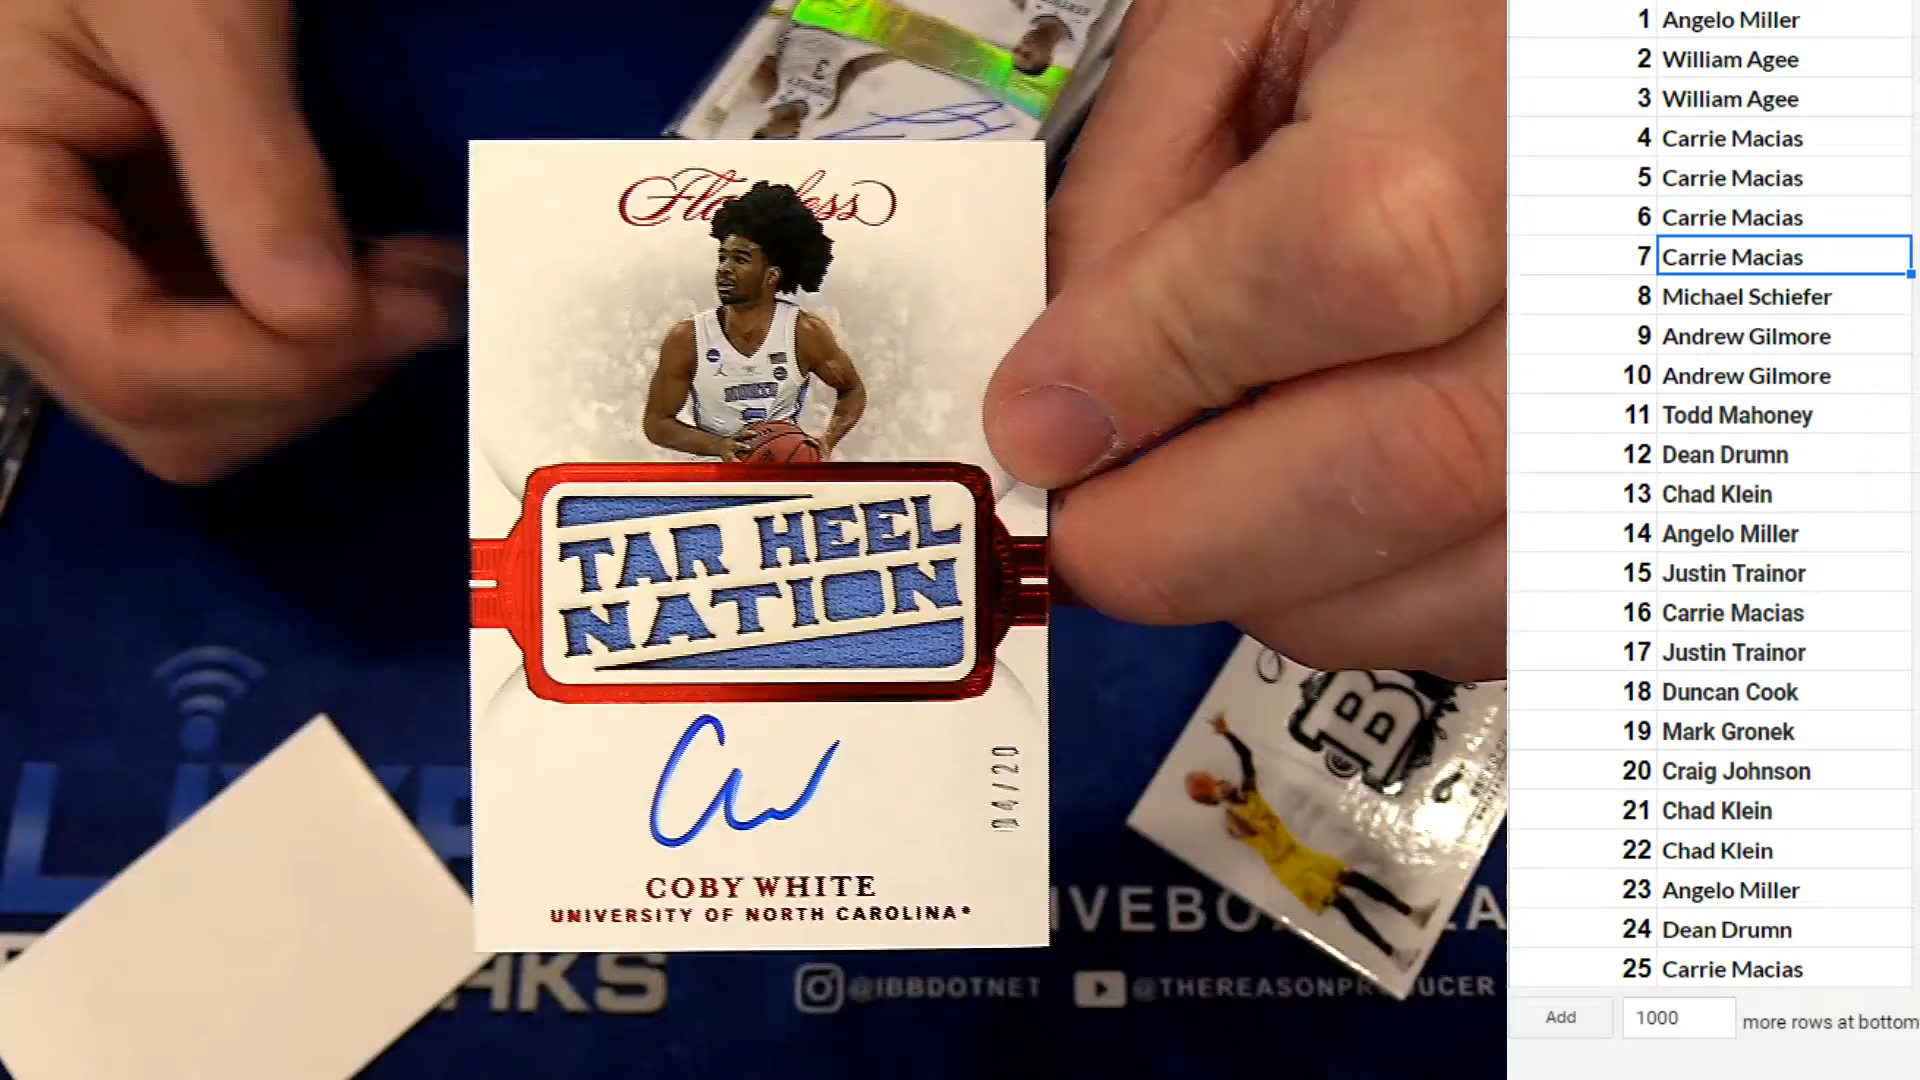 Flawless
NORTH
TAR HEEL
NATION
04/20
COBY WHITE
UNIVERSITY OF NORTH CAROLINA
@IBBDOTNET
1 Angelo Miller
2 William Agee
3 William Agee
4 Carrie Macias
5 Carrie Macias
6 Carrie Macias
7 Carrie Macias
8 Michael Schiefer
9 Andrew Gilmore
10 Andrew Gilmore
11 Todd Mahoney
12 Dean Drumn
13 Chad Klein
14 Angelo Miller
15 Justin Trainor
16 Carrie Macias
17 Justin Trainor
18 Duncan Cook
19 Mark Gronek
20 Craig Johnson
21 Chad Klein
22 Chad Klein
23 Angelo Miller
24 Dean Drumn
25 Carrie Macias
Add 1000 more rows at bottom